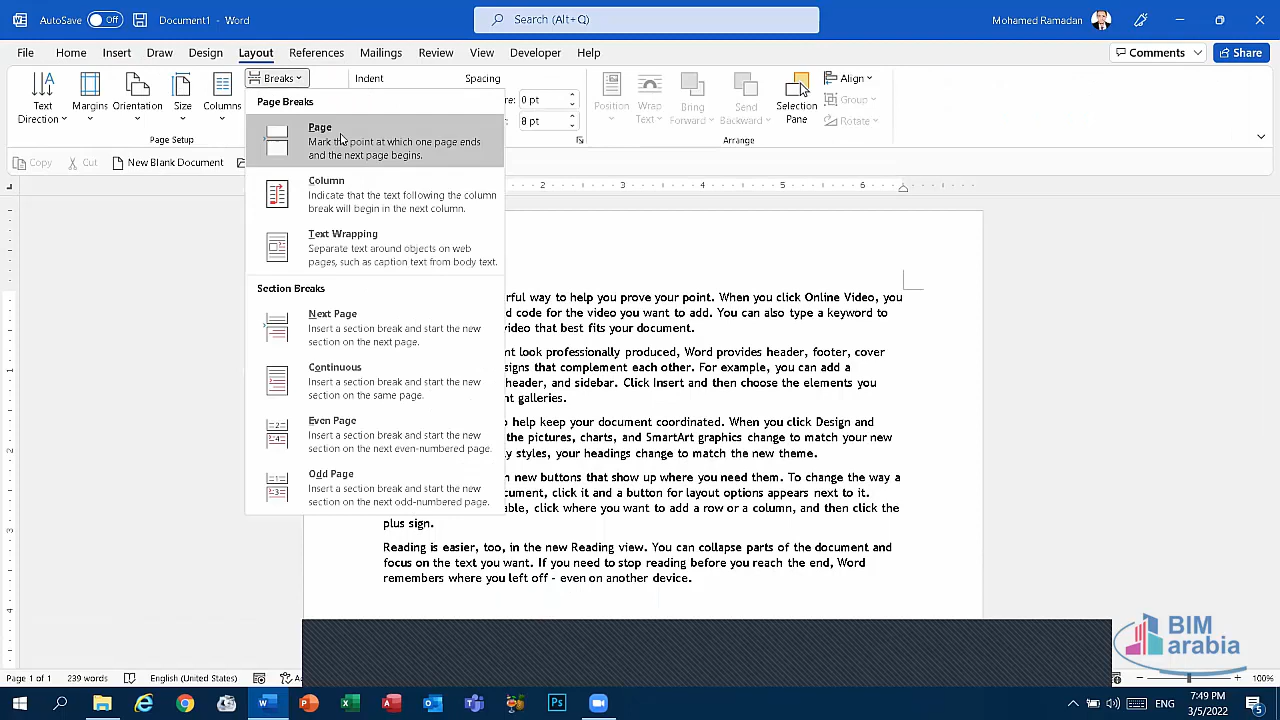 AutoSave Off Document1 - Word Search (Alt+Q) Mohamed Ramadan
File Home Insert Draw Design Layout References Mailings Review View Developer Help Comments Share
Text Direction Margins Orientation Size Columns Breaks Indent Spacing Position Wrap Text Bring Forward Send Backward Selection Pane Align Group Rotate
re: 0 pt
8 pt
Page Setup Arrange
Copy Cut New Blank Document
Page Breaks
Page
Mark the point at which one page ends
and the next page begins.
Column
Indicate that the text following the column
break will begin in the next column.
Text Wrapping
Separate text around objects on web
pages, such as caption text from body text.
Section Breaks
Next Page
Insert a section break and start the new
section on the next page.
Continuous
Insert a section break and start the new
section on the same page.
Even Page
Insert a section break and start the new
section on the next even-numbered page.
Odd Page
Insert a section break and start the new
section on the next odd-numbered page.
2 3 4 5 6
1
2
3
4
rful way to help you prove your point. When you click Online Video, you
d code for the video you want to add. You can also type a keyword to
video that best fits your document.
nt look professionally produced, Word provides header, footer, cover
signs that complement each other. For example, you can add a
header, and sidebar. Click Insert and then choose the elements you
nt galleries.
o help keep your document coordinated. When you click Design and
the pictures, charts, and SmartArt graphics change to match your new
y styles, your headings change to match the new theme.
n new buttons that show up where you need them. To change the way a
cument, click it and a button for layout options appears next to it.
able, click where you want to add a row or a column, and then click the
plus sign.
Reading is easier, too, in the new Reading view. You can collapse parts of the document and
focus on the text you want. If you need to stop reading before you reach the end, Word
remembers where you left off - even on another device.
BIM
arabia
Page 1 of 1 239 words English (United States) 100%
ENG 7:49 PM
3/5/2022